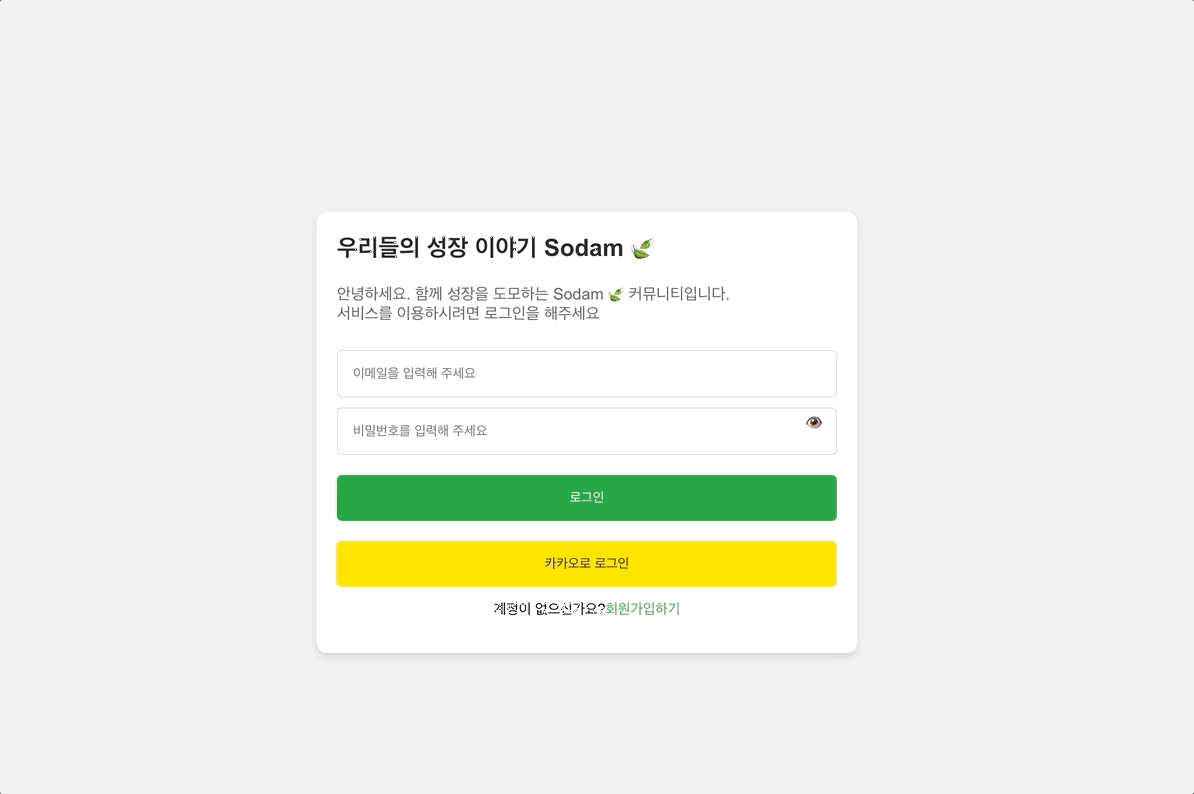 우리들의 성장 이야기 Sodam 🌿
안녕하세요. 함께 성장을 도모하는 Sodam 🌿 커뮤니티입니다.
서비스를 이용하시려면 로그인을 해주세요
이메일을 입력해 주세요
비밀번호를 입력해 주세요
로그인
카카오로 로그인
계정이 없으신가요?회원가입하기